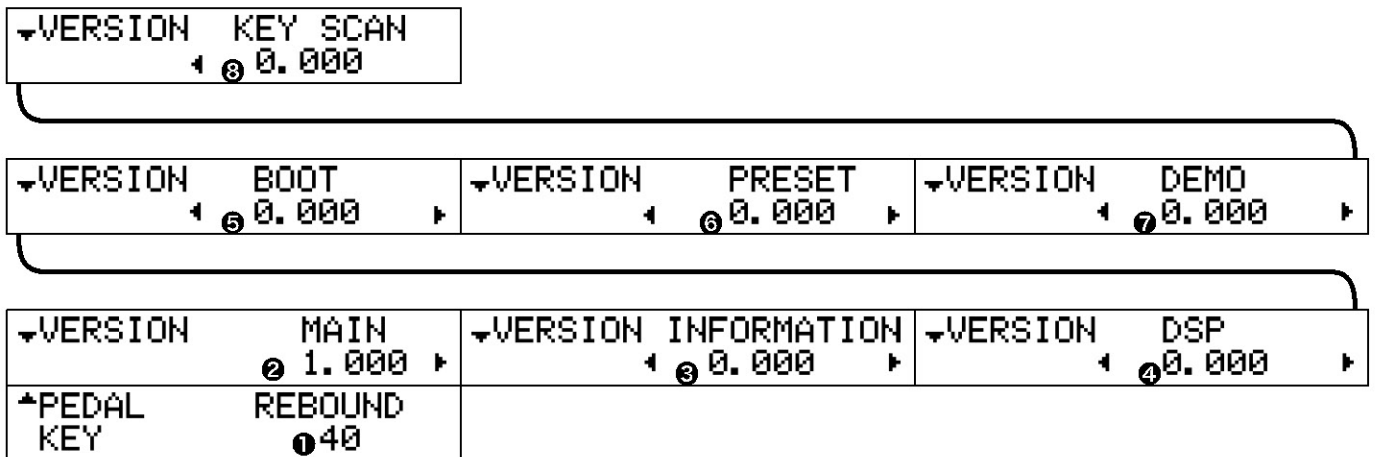 VERSION KEY SCAN
❽ 0.000
VERSION BOOT
❺ 0.000
VERSION PRESET
❻ 0.000
VERSION DEMO
❼ 0.000
VERSION MAIN
❷ 1.000
VERSION INFORMATION
❸ 0.000
VERSION DSP
❹ 0.000
PEDAL REBOUND
KEY ❶ 40